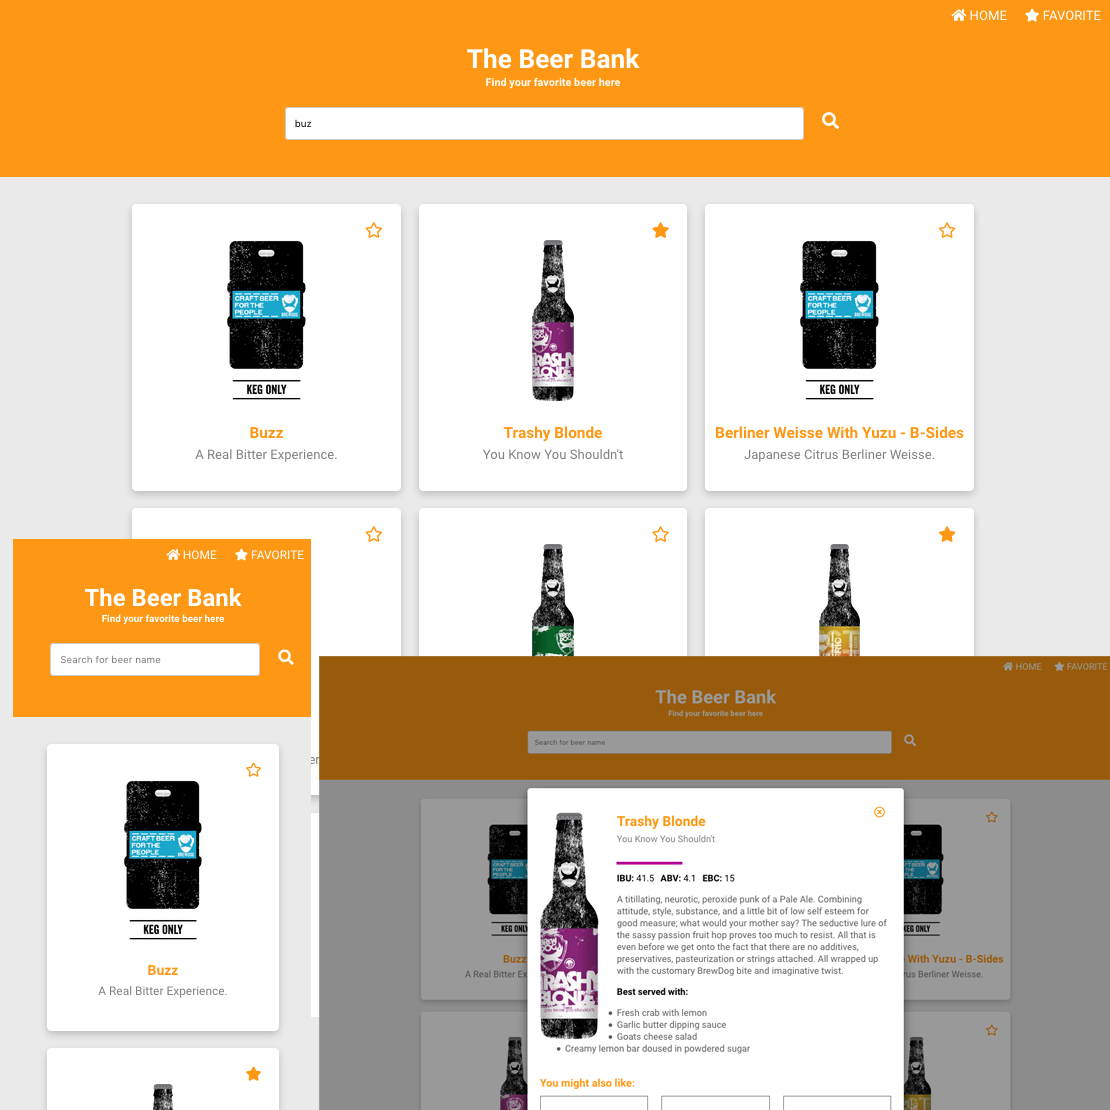 HOME FAVORITE
The Beer Bank
Find your favorite beer here
buz
CRAFT BEER
FOR THE
PEOPLE
BREWDOG
KEG ONLY
Buzz
A Real Bitter Experience.
TRASHY
BLONDE
Trashy Blonde
You Know You Shouldn't
CRAFT BEER
FOR THE
PEOPLE
BREWDOG
KEG ONLY
Berliner Weisse With Yuzu - B-Sides
Japanese Citrus Berliner Weisse.
HOME FAVORITE
The Beer Bank
Find your favorite beer here
Search for beer name
CRAFT BEER
FOR THE
PEOPLE
BREWDOG
KEG ONLY
Buzz
A Real Bitter Experience.
er
HOME FAVORITE
The Beer Bank
Find your favorite beer here
Search for beer name
KEG ONLY
Buzz
A Real Bitter Ex
KEG ONLY
With Yuzu - B-Sides
rus Berliner Weisse.
TRASHY
BLONDE
Trashy Blonde
You Know You Shouldn't
IBU: 41.5 ABV: 4.1 EBC: 15
A titillating, neurotic, peroxide punk of a Pale Ale. Combining
attitude, style, substance, and a little bit of low self esteem for
good measure; what would your mother say? The seductive lure of
the sassy passion fruit hop proves too much to resist. All that is
even before we get onto the fact that there are no additives,
preservatives, pasteurization or strings attached. All wrapped up
with the customary BrewDog bite and imaginative twist.
Best served with:
Fresh crab with lemon
Garlic butter dipping sauce
Goats cheese salad
Creamy lemon bar doused in powdered sugar
You might also like: